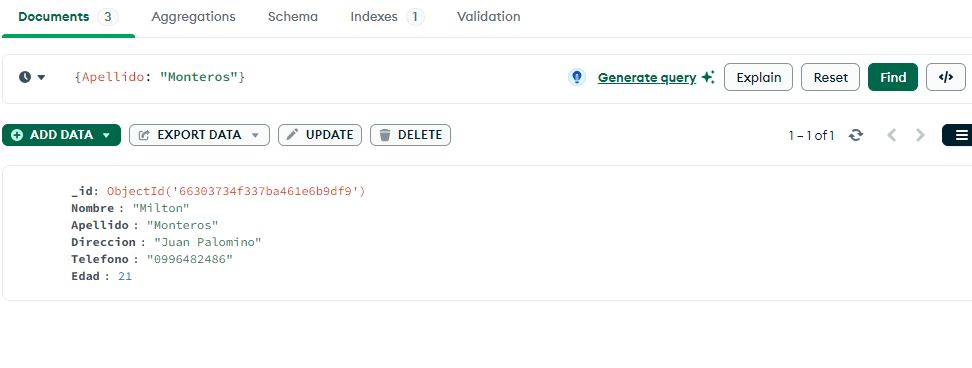 Documents 3 Aggregations Schema Indexes 1 Validation
{Apellido: "Monteros"} Generate query Explain Reset Find </>
ADD DATA EXPORT DATA UPDATE DELETE 1 – 1 of 1
_id: ObjectId('66303734f337ba461e6b9df9')
Nombre : "Milton"
Apellido : "Monteros"
Direccion : "Juan Palomino"
Telefono : "0996482486"
Edad : 21